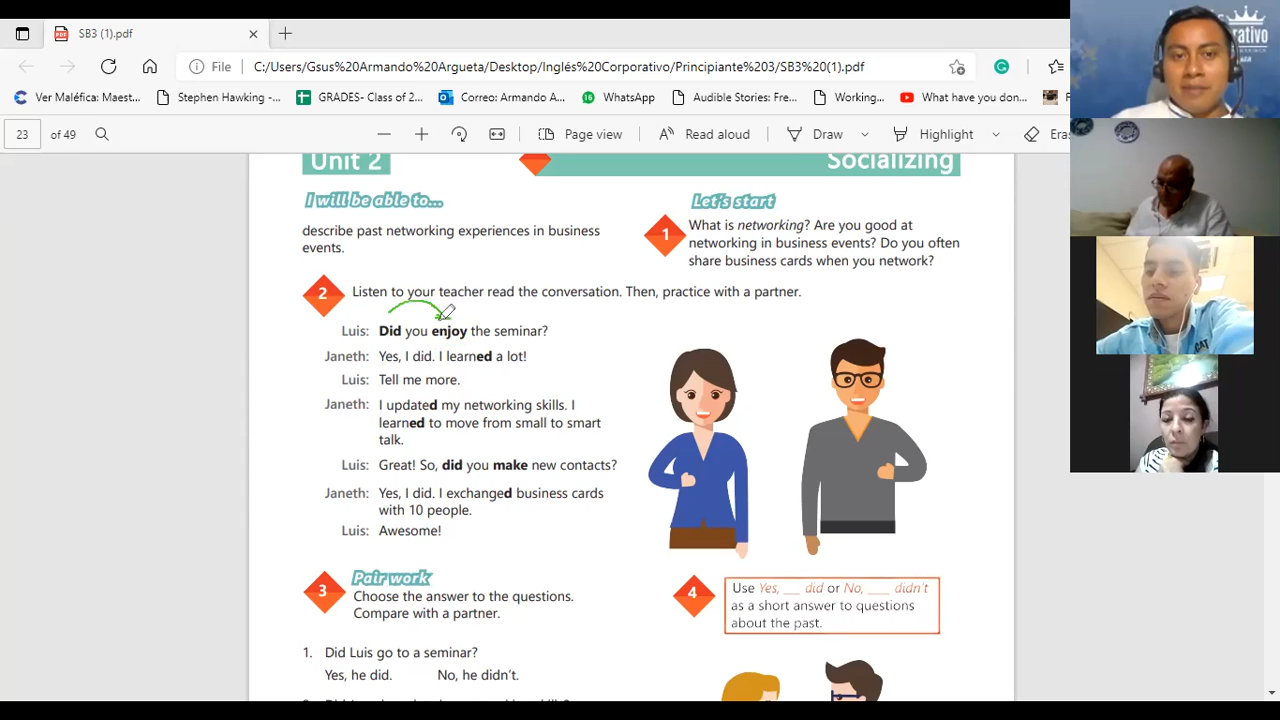 SB3 (1).pdf
File
C:/Users/Gsus%20Armando%20Argueta/Desktop/Inglés%20Corporativo/Principiante%203/SB3%20(1).pdf
Ver Maléfica: Maest...
Stephen Hawking -...
GRADES- Class of 2...
Correo: Armando A...
16
WhatsApp
Audible Stories: Fre...
Working...
What have you don...
23 of 49
Page view
Read aloud
Draw
Highlight
Eras
Unit 2
Socializing
I will be able to...
describe past networking experiences in business
events.
Let's start
1
What is networking? Are you good at
networking in business events? Do you often
share business cards when you network?
2
Listen to your teacher read the conversation. Then, practice with a partner.
Luis: Did you enjoy the seminar?
Janeth: Yes, I did. I learned a lot!
Luis: Tell me more.
Janeth: I updated my networking skills. I
learned to move from small to smart
talk.
Luis: Great! So, did you make new contacts?
Janeth: Yes, I did. I exchanged business cards
with 10 people.
Luis: Awesome!
3
Pair work
Choose the answer to the questions.
Compare with a partner.
1. Did Luis go to a seminar?
Yes, he did. No, he didn't.
4
Use Yes, __ did or No, ___ didn't
as a short answer to questions
about the past.
CAT